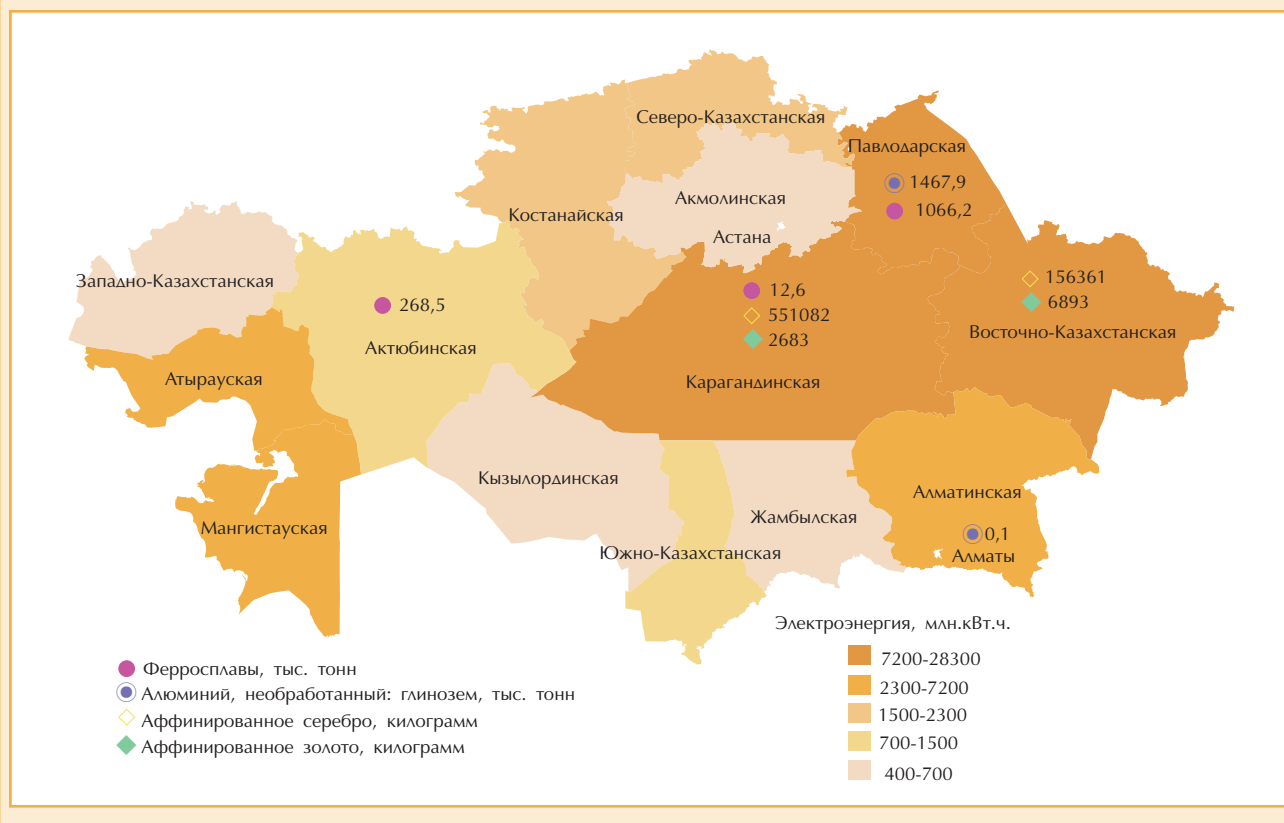 Северо-Казахстанская
Павлодарская
1467,9
1066,2
Акмолинская
Костанайская
Астана
Западно-Казахстанская
268,5
12,6
551082
2683
156361
6893
Восточно-Казахстанская
Актюбинская
Атырауская
Карагандинская
Кызылординская
Алматинская
Жамбылская
Мангистауская
0,1
Южно-Казахстанская
Алматы
Электроэнергия, млн.кВт.ч.
7200-28300
2300-7200
1500-2300
700-1500
400-700
Ферросплавы, тыс. тонн
Алюминий, необработанный: глинозем, тыс. тонн
Аффинированное серебро, килограмм
Аффинированное золото, килограмм